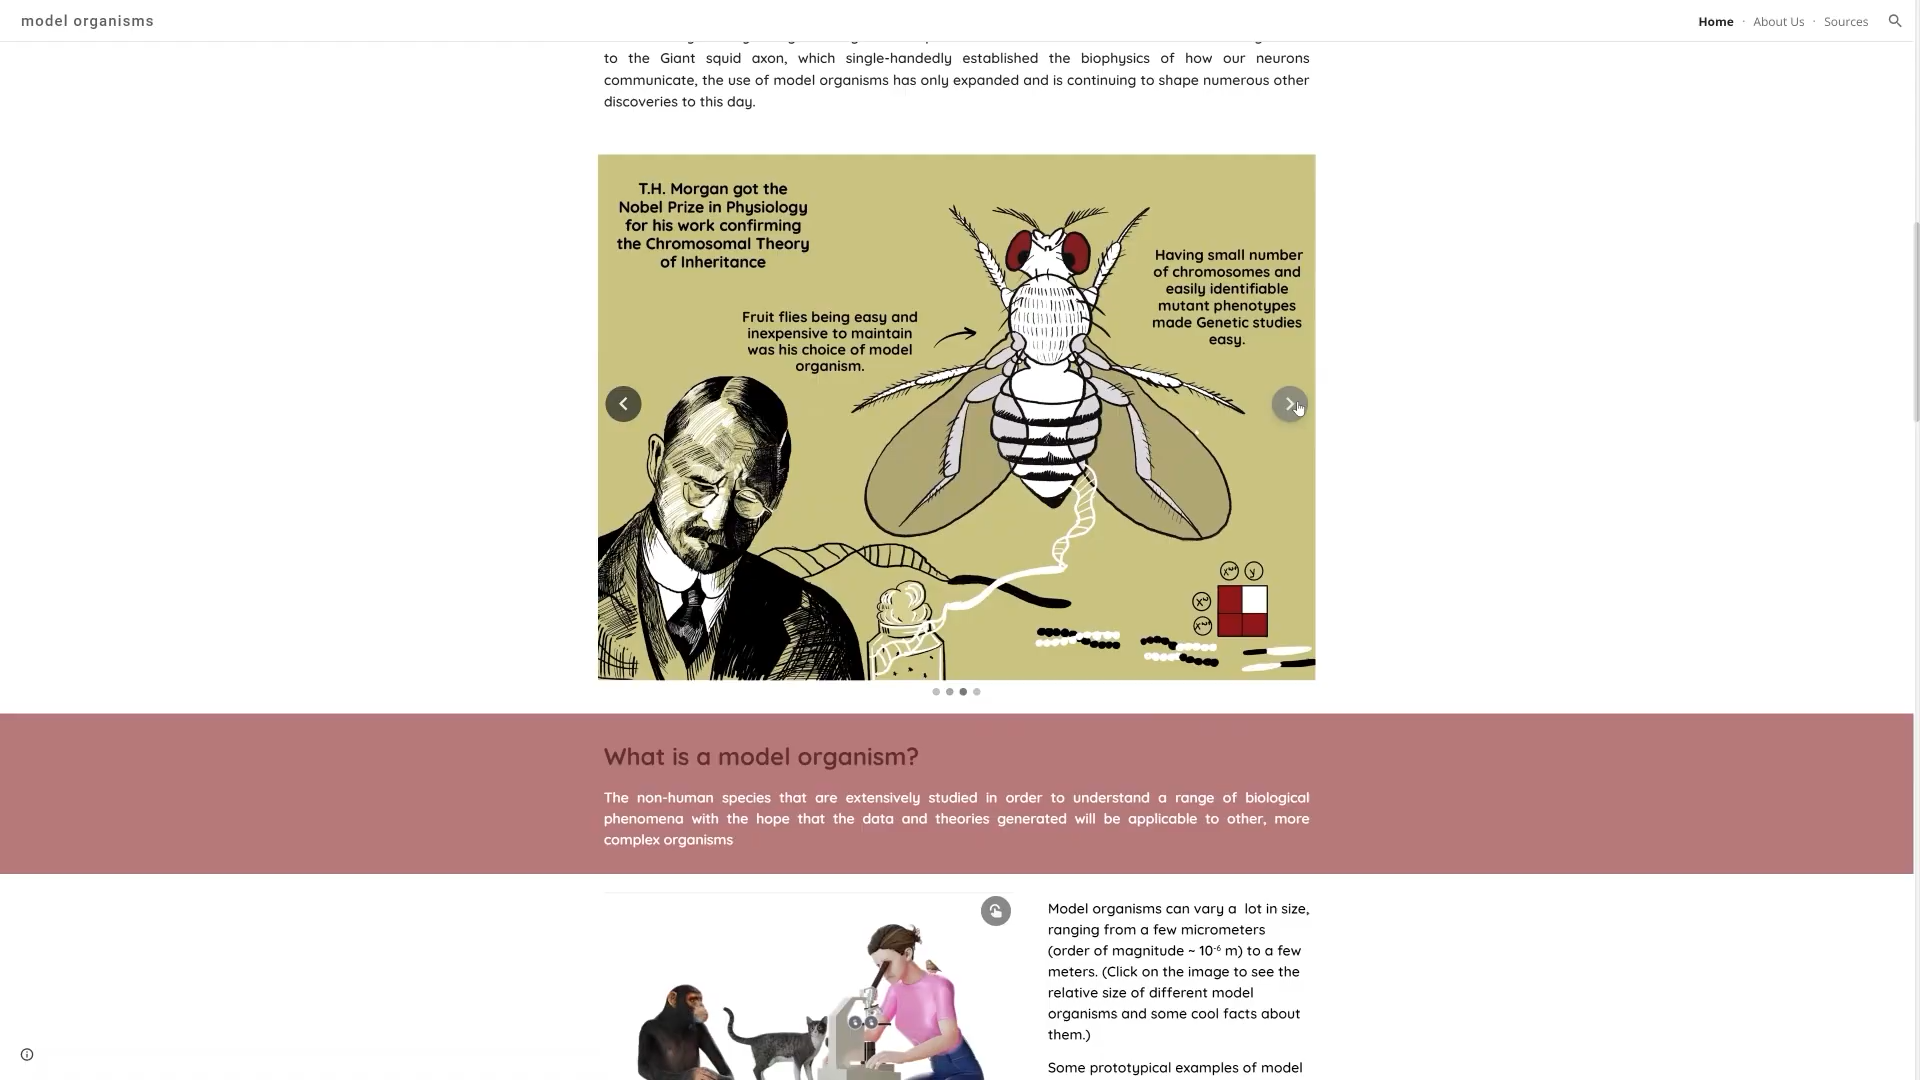 model organisms
Home · About Us · Sources
to the Giant squid axon, which single-handedly established the biophysics of how our neurons
communicate, the use of model organisms has only expanded and is continuing to shape numerous other
discoveries to this day.
T.H. Morgan got the
Nobel Prize in Physiology
for his work confirming
the Chromosomal Theory
of Inheritance
Having small number
of chromosomes and
easily identifiable
mutant phenotypes
made Genetic studies
easy.
Fruit flies being easy and
inexpensive to maintain
was his choice of model
organism.
What is a model organism?
The non-human species that are extensively studied in order to understand a range of biological
phenomena with the hope that the data and theories generated will be applicable to other, more
complex organisms
Model organisms can vary a lot in size,
ranging from a few micrometers
(order of magnitude ~ 10⁻⁶ m) to a few
meters. (Click on the image to see the
relative size of different model
organisms and some cool facts about
them.)
Some prototypical examples of model